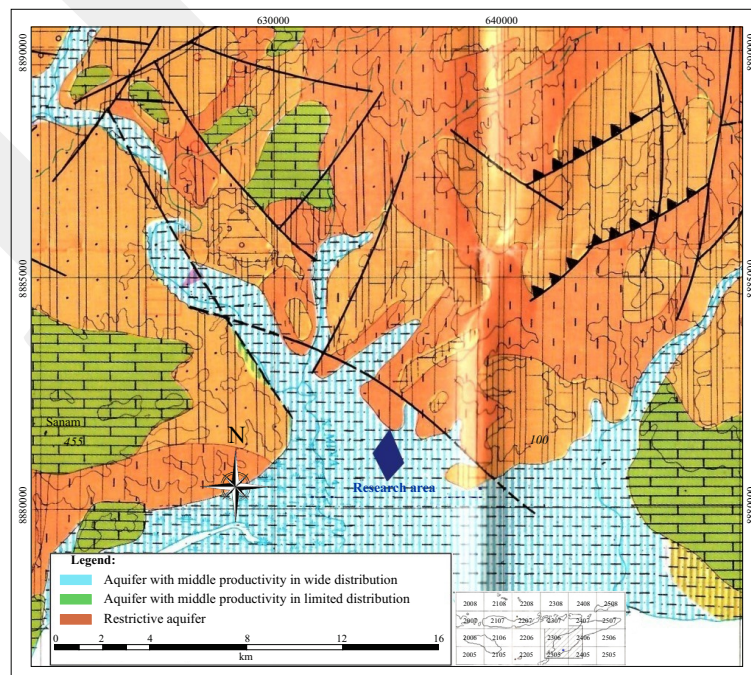 630000 640000
8890000 8890000
8885000 8885000
Sanam
455
N
100
Research area
8880000 8880000
Legend:
Aquifer with middle productivity in wide distribution
Aquifer with middle productivity in limited distribution
Restrictive aquifer
0 2 4 8 12 16
km
2008 2108 2208 2308 2408 2508
2007 2107 2207 2307 2407 2507
2006 2106 2206 2306 2406 2506
2005 2105 2205 2305 2405 2505